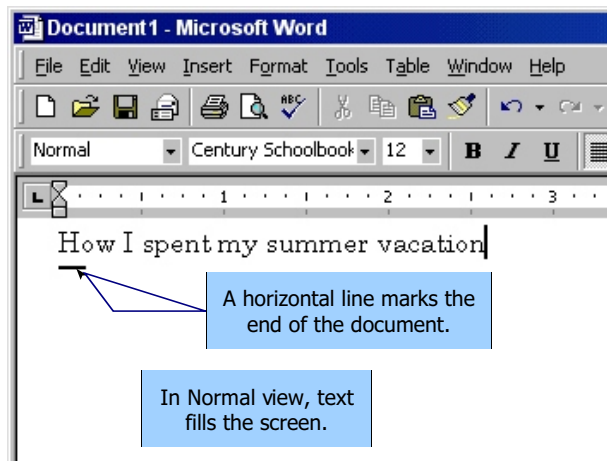 Document1 - Microsoft Word
File Edit View Insert Format Tools Table Window Help
ABC
Normal Century Schoolbook 12 B I U
L 1 2 3
How I spent my summer vacation
A horizontal line marks the
end of the document.
In Normal view, text
fills the screen.